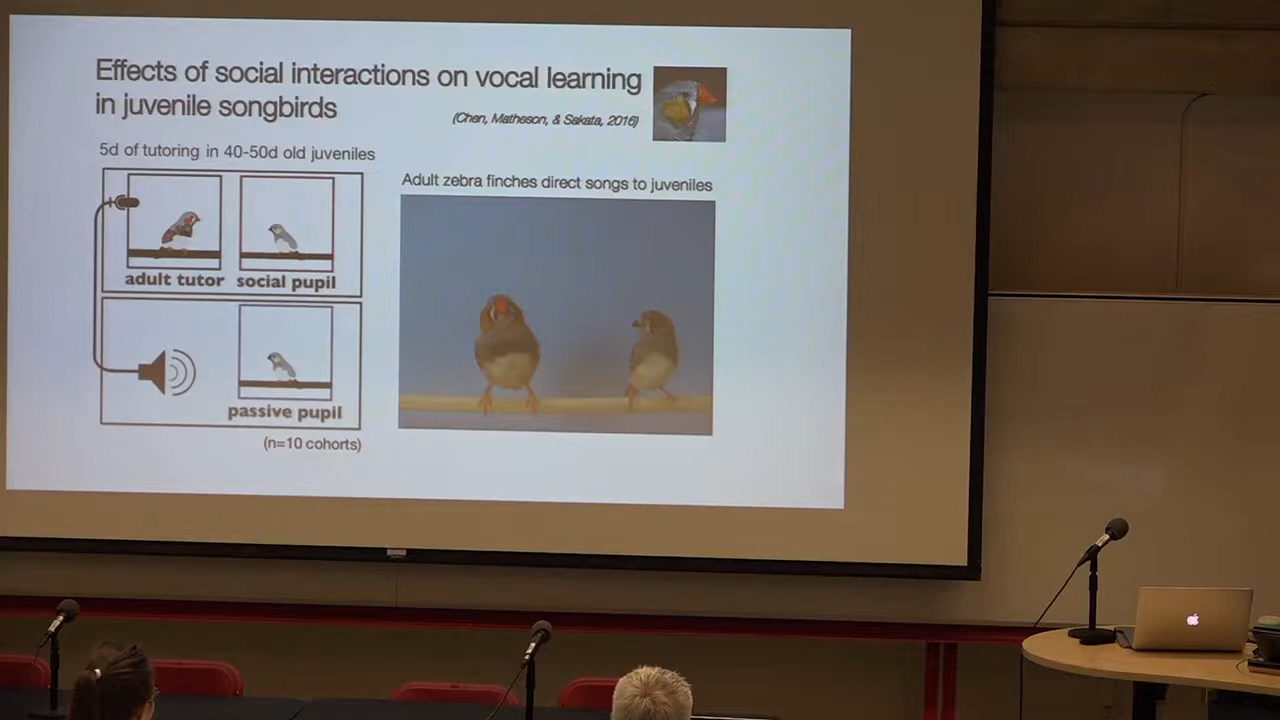 Effects of social interactions on vocal learning
in juvenile songbirds
(Chen, Matheson, & Sakata, 2016)
5d of tutoring in 40-50d old juveniles
adult tutor social pupil
passive pupil
(n=10 cohorts)
Adult zebra finches direct songs to juveniles